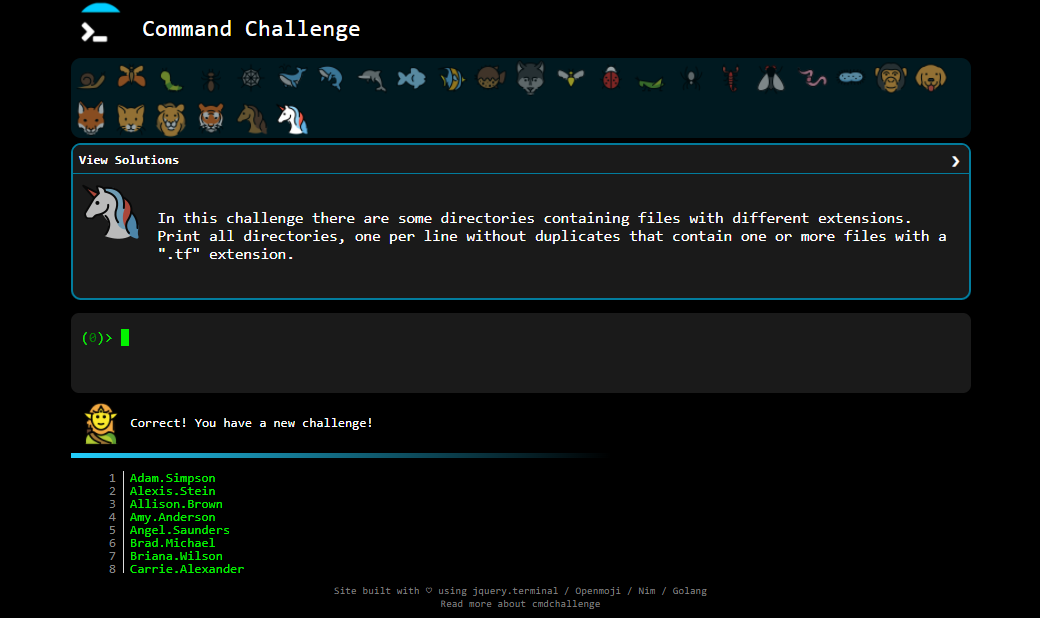 Command Challenge
View Solutions
In this challenge there are some directories containing files with different extensions.
Print all directories, one per line without duplicates that contain one or more files with a
".tf" extension.
(0)>
Correct! You have a new challenge!
1 Adam.Simpson
2 Alexis.Stein
3 Allison.Brown
4 Amy.Anderson
5 Angel.Saunders
6 Brad.Michael
7 Briana.Wilson
8 Carrie.Alexander
Site built with ♡ using jquery.terminal / Openmoji / Nim / Golang
Read more about cmdchallenge